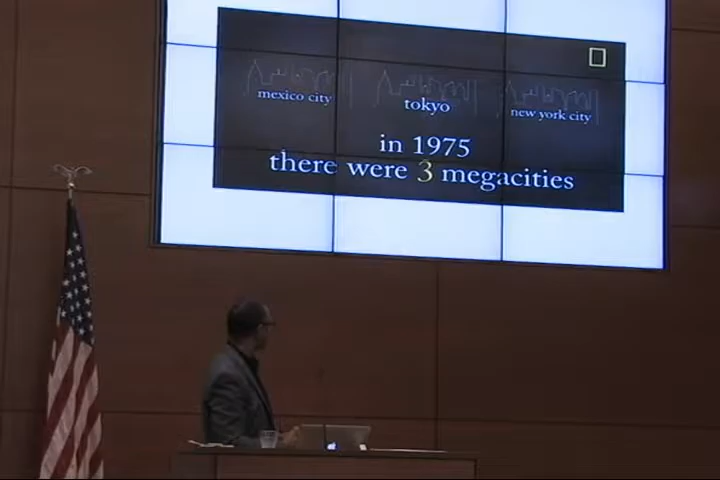 mexico city
tokyo
new york city
in 1975
there were 3 megacities